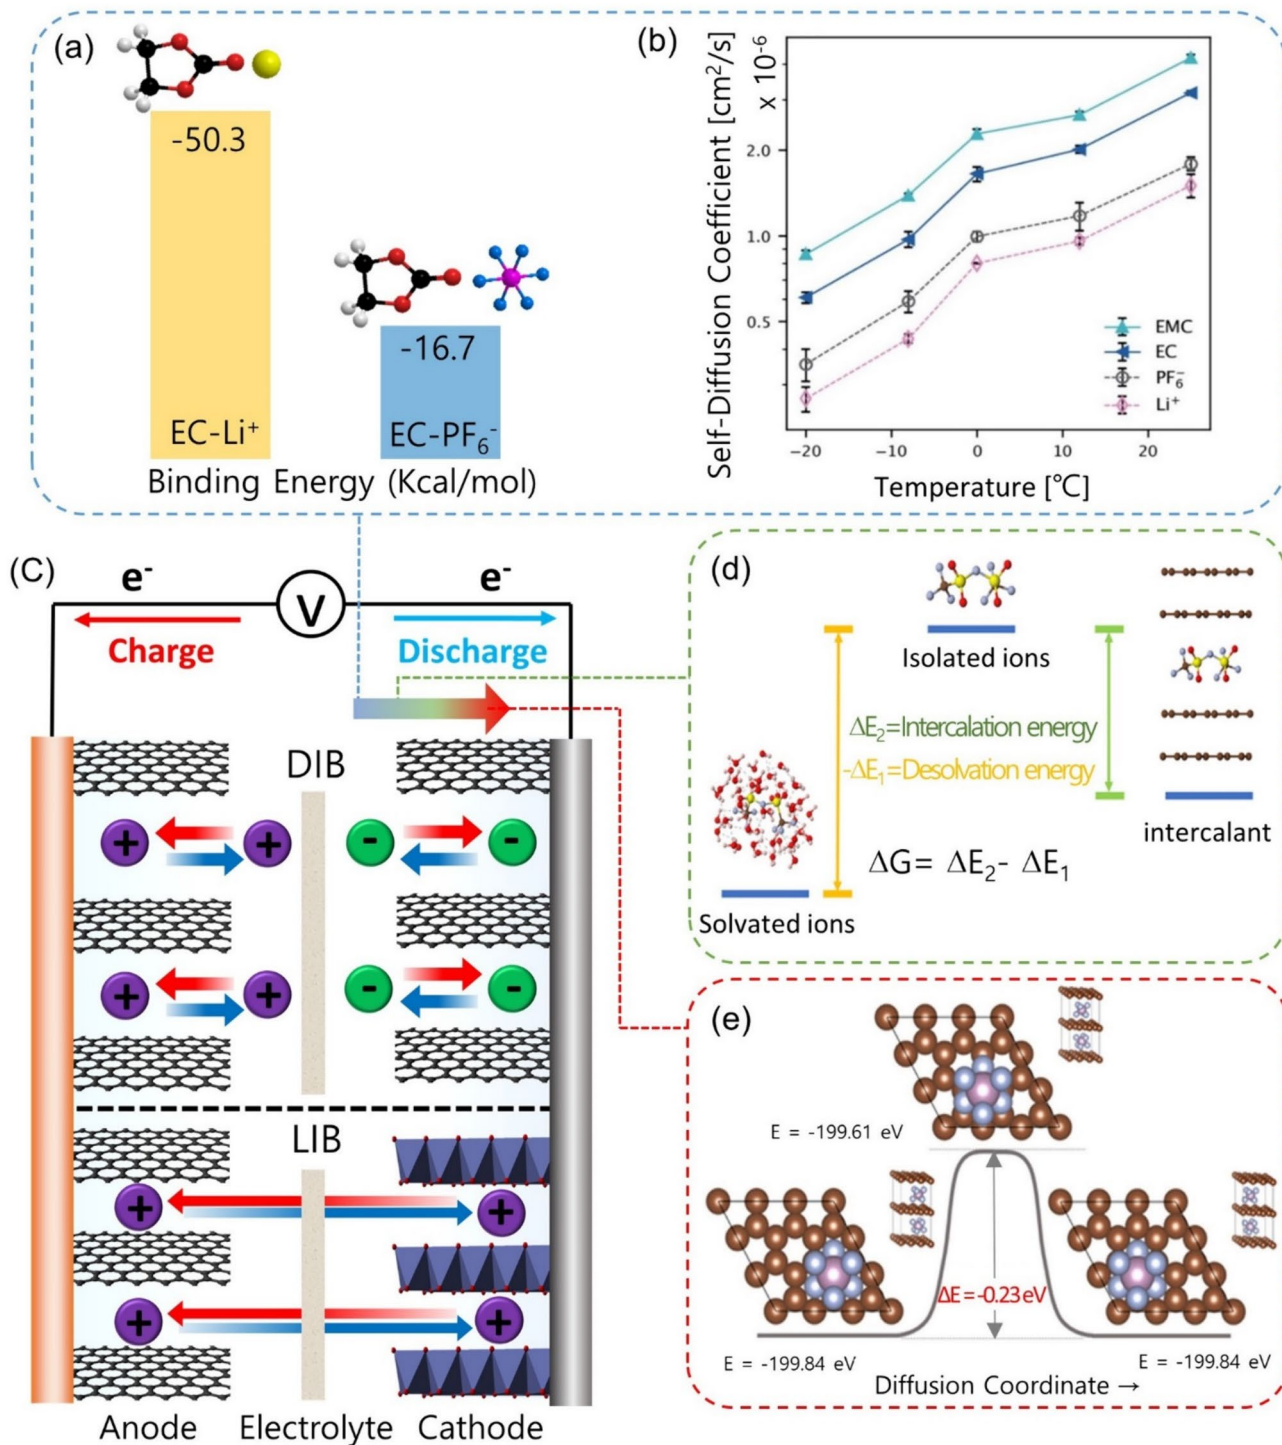 (a)
-50.3
-16.7
EC-Li⁺
EC-PF₆⁻
Binding Energy (Kcal/mol)
(b)
Self-Diffusion Coefficient [cm²/s]
x 10⁻⁶
2.0
1.0
0.5
EMC
EC
PF₆⁻
Li⁺
−20
−10
0
10
20
Temperature [℃]
(C)
e⁻
V
e⁻
Charge
Discharge
DIB
+
+
-
-
+
+
-
-
LIB
+
+
+
+
Anode
Electrolyte
Cathode
(d)
Isolated ions
ΔE₂=Intercalation energy
-ΔE₁=Desolvation energy
intercalant
ΔG= ΔE₂- ΔE₁
Solvated ions
(e)
E = -199.61 eV
ΔE=-0.23 eV
E = -199.84 eV
E = -199.84 eV
Diffusion Coordinate →